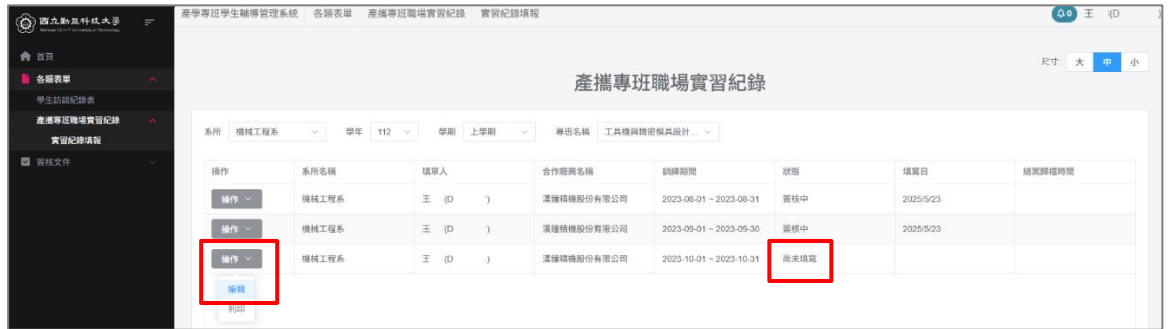 國立勤益科技大學
National Chin-Yi University of Technology
產學專班學生輔導管理系統 各類表單 產攜專班職場實習紀錄 實習紀錄填報
0 王 (D )
首頁
各類表單
學生訪談紀錄表
產攜專班職場實習紀錄
實習紀錄填報
簽核文件
尺寸: 大 中 小
產攜專班職場實習紀錄
系所 機械工程系 學年 112 學期 上學期 專班名稱 工具機與精密模具設計...
操作 系所名稱 填單人 合作廠商名稱 訓練期間 狀態 填寫日 結案歸檔時間
操作 機械工程系 王 (D ) 漢鐘精機股份有限公司 2023-08-01 ~ 2023-08-31 簽核中 2025/5/23
操作 機械工程系 王 (D ) 漢鐘精機股份有限公司 2023-09-01 ~ 2023-09-30 簽核中 2025/5/23
操作 機械工程系 王 (D .) 漢鐘精機股份有限公司 2023-10-01 ~ 2023-10-31 尚未填寫
編輯
列印